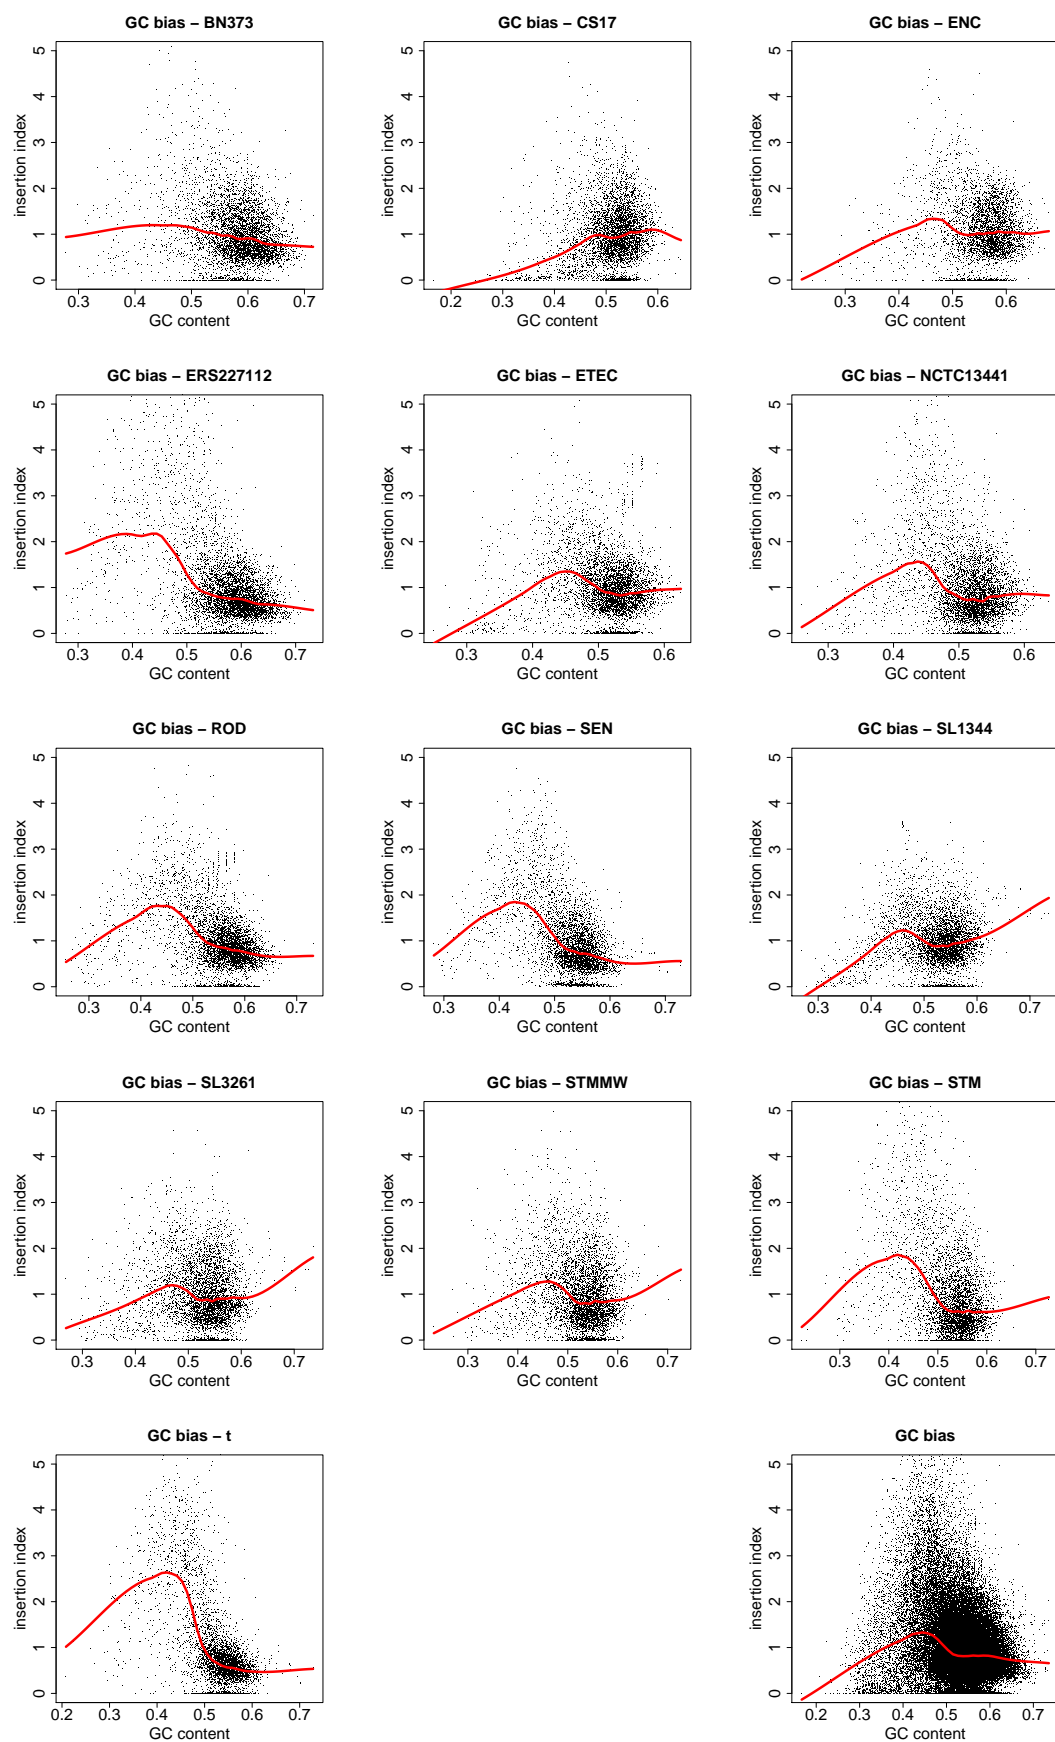 GC bias − BN373
5
4
3
2
1
0
insertion index
0.3 0.4 0.5 0.6 0.7
GC content
GC bias − CS17
5
4
3
2
1
0
insertion index
0.2 0.3 0.4 0.5 0.6
GC content
GC bias − ENC
5
4
3
2
1
0
insertion index
0.3 0.4 0.5 0.6
GC content
GC bias − ERS227112
5
4
3
2
1
0
insertion index
0.3 0.4 0.5 0.6 0.7
GC content
GC bias − ETEC
5
4
3
2
1
0
insertion index
0.3 0.4 0.5 0.6
GC content
GC bias − NCTC13441
5
4
3
2
1
0
insertion index
0.3 0.4 0.5 0.6
GC content
GC bias − ROD
5
4
3
2
1
0
insertion index
0.3 0.4 0.5 0.6 0.7
GC content
GC bias − SEN
5
4
3
2
1
0
insertion index
0.3 0.4 0.5 0.6 0.7
GC content
GC bias − SL1344
5
4
3
2
1
0
insertion index
0.3 0.4 0.5 0.6 0.7
GC content
GC bias − SL3261
5
4
3
2
1
0
insertion index
0.3 0.4 0.5 0.6 0.7
GC content
GC bias − STMMW
5
4
3
2
1
0
insertion index
0.3 0.4 0.5 0.6 0.7
GC content
GC bias − STM
5
4
3
2
1
0
insertion index
0.3 0.4 0.5 0.6 0.7
GC content
GC bias − t
5
4
3
2
1
0
insertion index
0.2 0.3 0.4 0.5 0.6 0.7
GC content
GC bias
5
4
3
2
1
0
insertion index
0.2 0.3 0.4 0.5 0.6 0.7
GC content